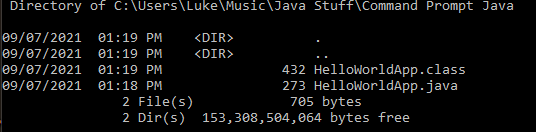 Directory of C:\Users\Luke\Music\Java Stuff\Command Prompt Java
09/07/2021  01:19 PM    <DIR>          .
09/07/2021  01:19 PM    <DIR>          ..
09/07/2021  01:19 PM               432 HelloWorldApp.class
09/07/2021  01:18 PM               273 HelloWorldApp.java
2 File(s)            705 bytes
2 Dir(s)  153,308,504,064 bytes free